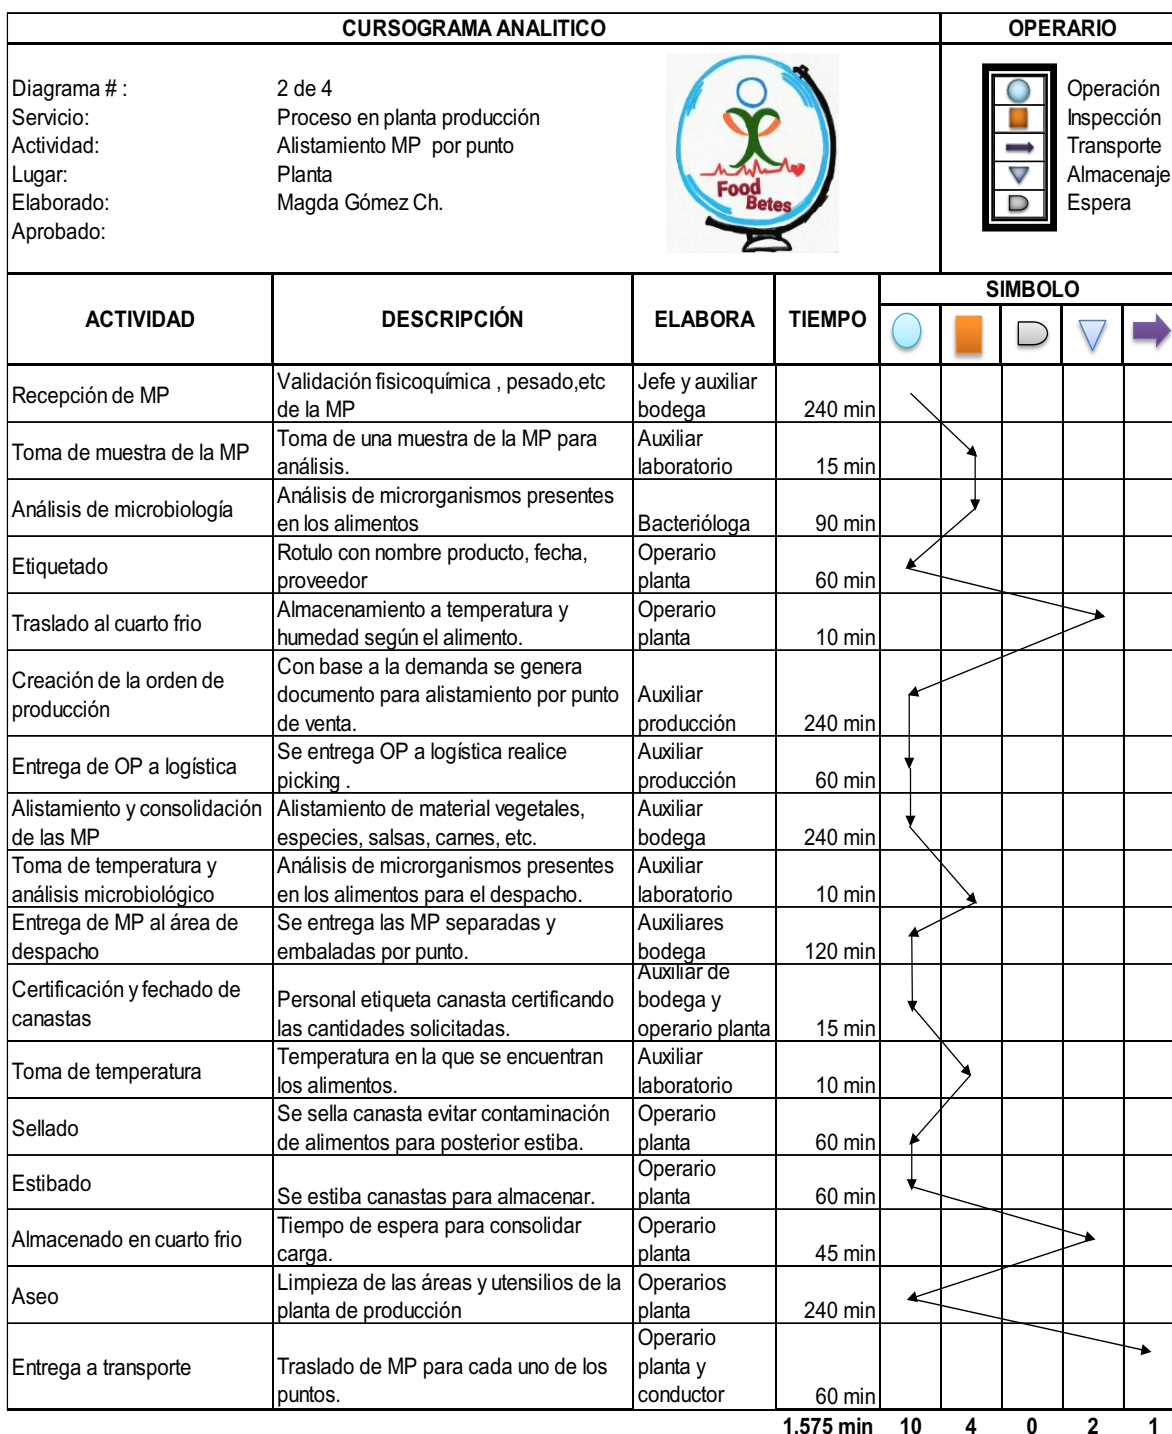 CURSOGRAMA ANALITICO
OPERARIO
Diagrama # : 2 de 4
Servicio: Proceso en planta producción
Actividad: Alistamiento MP por punto
Lugar: Planta
Elaborado: Magda Gómez Ch.
Aprobado:
Food
Betes
Operación
Inspección
Transporte
Almacenaje
Espera
ACTIVIDAD DESCRIPCIÓN ELABORA TIEMPO SIMBOLO
Recepción de MP
Validación fisicoquímica , pesado,etc
de la MP
Jefe y auxiliar
bodega
240 min
Toma de muestra de la MP
Toma de una muestra de la MP para
análisis.
Auxiliar
laboratorio
15 min
Análisis de microbiología
Análisis de microrganismos presentes
en los alimentos
Bacterióloga
90 min
Etiquetado
Rotulo con nombre producto, fecha,
proveedor
Operario
planta
60 min
Traslado al cuarto frio
Almacenamiento a temperatura y
humedad según el alimento.
Operario
planta
10 min
Creación de la orden de
producción
Con base a la demanda se genera
documento para alistamiento por punto
de venta.
Auxiliar
producción
240 min
Entrega de OP a logística
Se entrega OP a logística realice
picking .
Auxiliar
producción
60 min
Alistamiento y consolidación
de las MP
Alistamiento de material vegetales,
especies, salsas, carnes, etc.
Auxiliar
bodega
240 min
Toma de temperatura y
análisis microbiológico
Análisis de microrganismos presentes
en los alimentos para el despacho.
Auxiliar
laboratorio
10 min
Entrega de MP al área de
despacho
Se entrega las MP separadas y
embaladas por punto.
Auxiliares
bodega
120 min
Certificación y fechado de
canastas
Personal etiqueta canasta certificando
las cantidades solicitadas.
Auxiliar de
bodega y
operario planta
15 min
Toma de temperatura
Temperatura en la que se encuentran
los alimentos.
Auxiliar
laboratorio
10 min
Sellado
Se sella canasta evitar contaminación
de alimentos para posterior estiba.
Operario
planta
60 min
Estibado
Se estiba canastas para almacenar.
Operario
planta
60 min
Almacenado en cuarto frio
Tiempo de espera para consolidar
carga.
Operario
planta
45 min
Aseo
Limpieza de las áreas y utensilios de la
planta de producción
Operarios
planta
240 min
Entrega a transporte
Traslado de MP para cada uno de los
puntos.
Operario
planta y
conductor
60 min
1.575 min 10 4 0 2 1